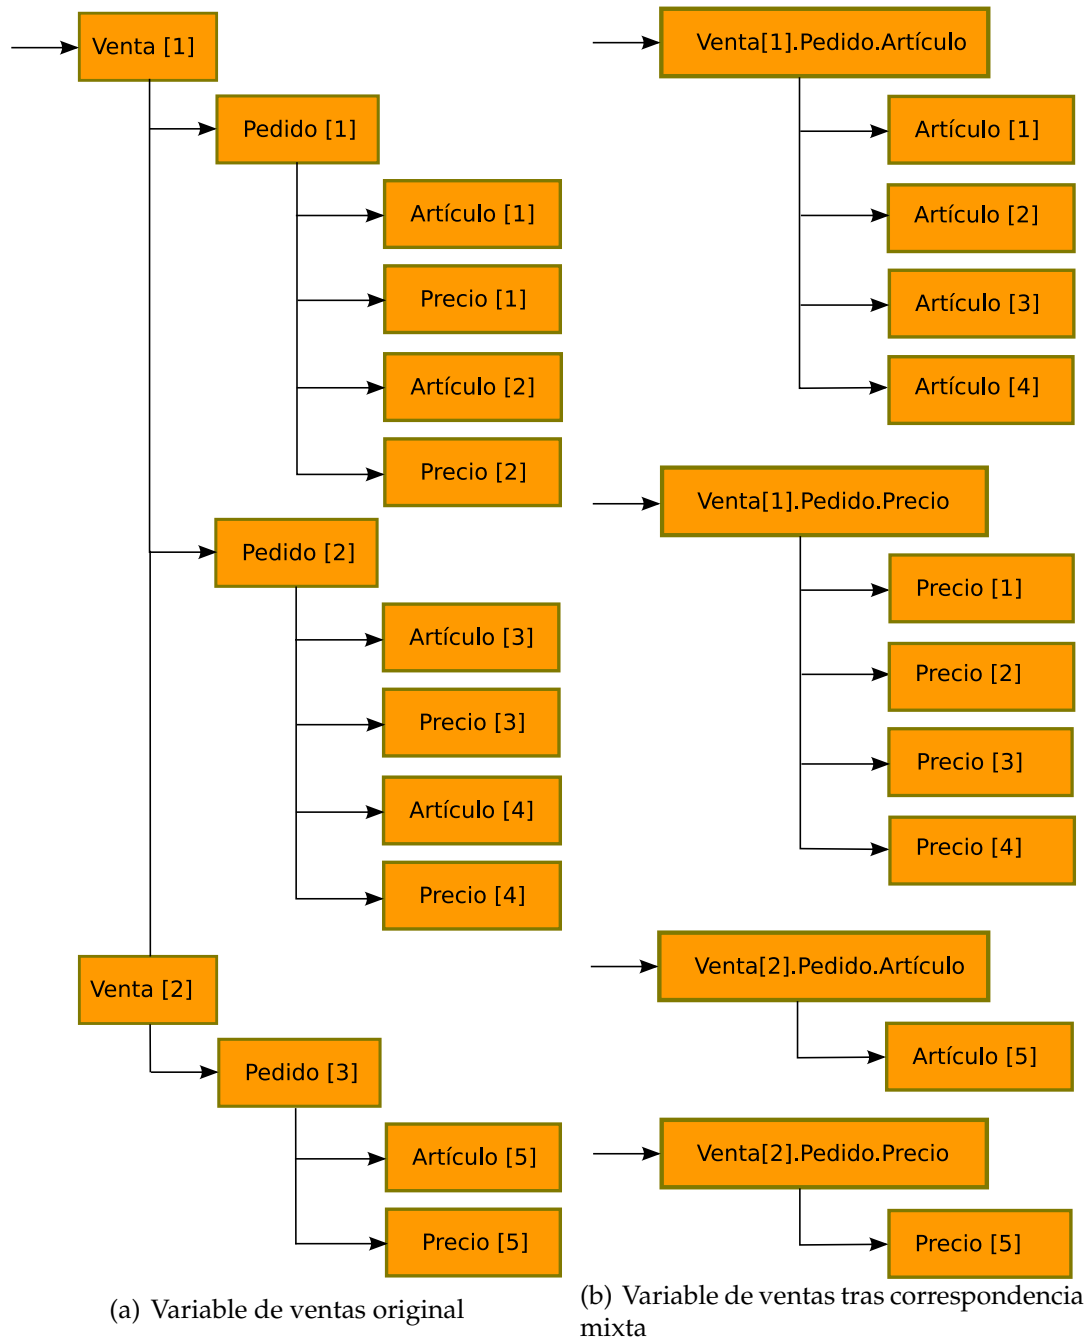 Venta [1]
Pedido [1]
Artículo [1]
Precio [1]
Artículo [2]
Precio [2]
Pedido [2]
Artículo [3]
Precio [3]
Artículo [4]
Precio [4]
Venta [2]
Pedido [3]
Artículo [5]
Precio [5]
(a) Variable de ventas original
Venta[1].Pedido.Artículo
Artículo [1]
Artículo [2]
Artículo [3]
Artículo [4]
Venta[1].Pedido.Precio
Precio [1]
Precio [2]
Precio [3]
Precio [4]
Venta[2].Pedido.Artículo
Artículo [5]
Venta[2].Pedido.Precio
Precio [5]
(b) Variable de ventas tras correspondencia
mixta